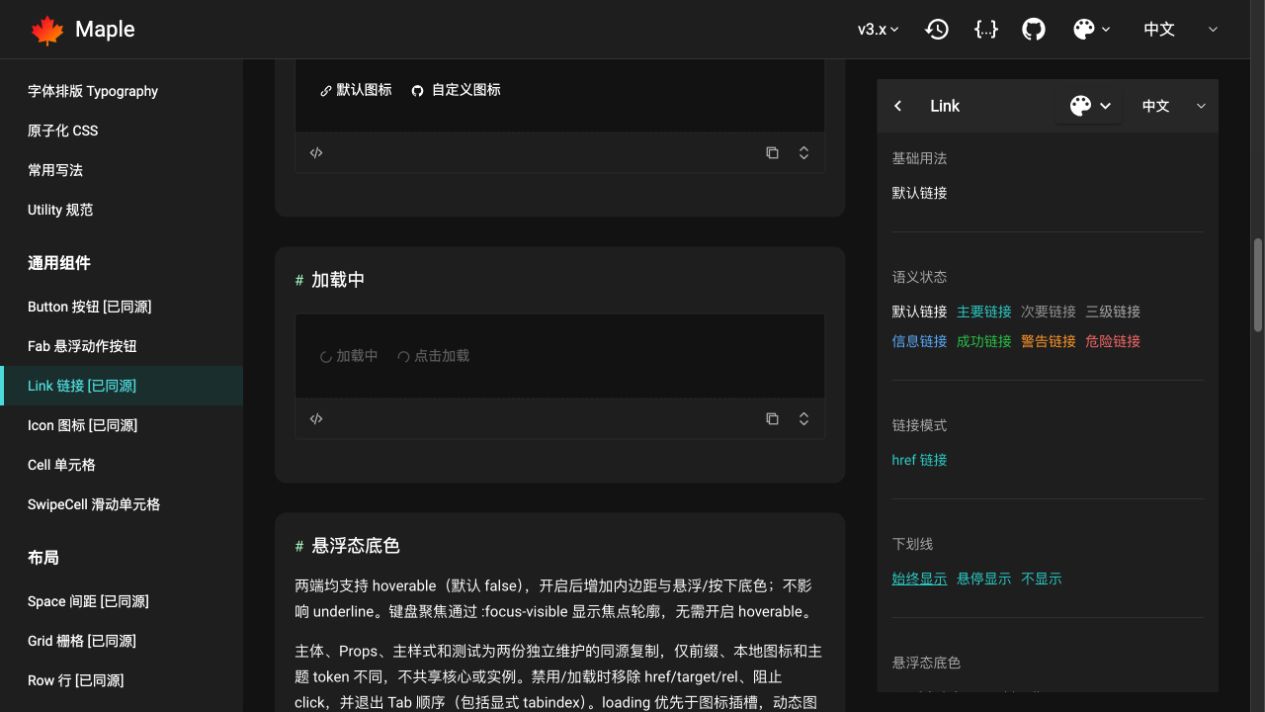 Maple
v3.x
中文
字体排版 Typography
原子化 CSS
常用写法
Utility 规范
通用组件
Button 按钮 [已同源]
Fab 悬浮动作按钮
Link 链接 [已同源]
Icon 图标 [已同源]
Cell 单元格
SwipeCell 滑动单元格
布局
Space 间距 [已同源]
Grid 栅格 [已同源]
Row 行 [已同源]
默认图标 自定义图标
# 加载中
加载中 点击加载
# 悬浮态底色
两端均支持 hoverable（默认 false），开启后增加内边距与悬浮/按下底色；不影
响 underline。键盘聚焦通过 :focus-visible 显示焦点轮廓，无需开启 hoverable。
主体、Props、主样式和测试为两份独立维护的同源复制，仅前缀、本地图标和主
题 token 不同，不共享核心或实例。禁用/加载时移除 href/target/rel、阻止
click，并退出 Tab 顺序（包括显式 tabindex）。loading 优先于图标插槽，动态图
Link
中文
基础用法
默认链接
语义状态
默认链接 主要链接 次要链接 三级链接
信息链接 成功链接 警告链接 危险链接
链接模式
href 链接
下划线
始终显示 悬停显示 不显示
悬浮态底色